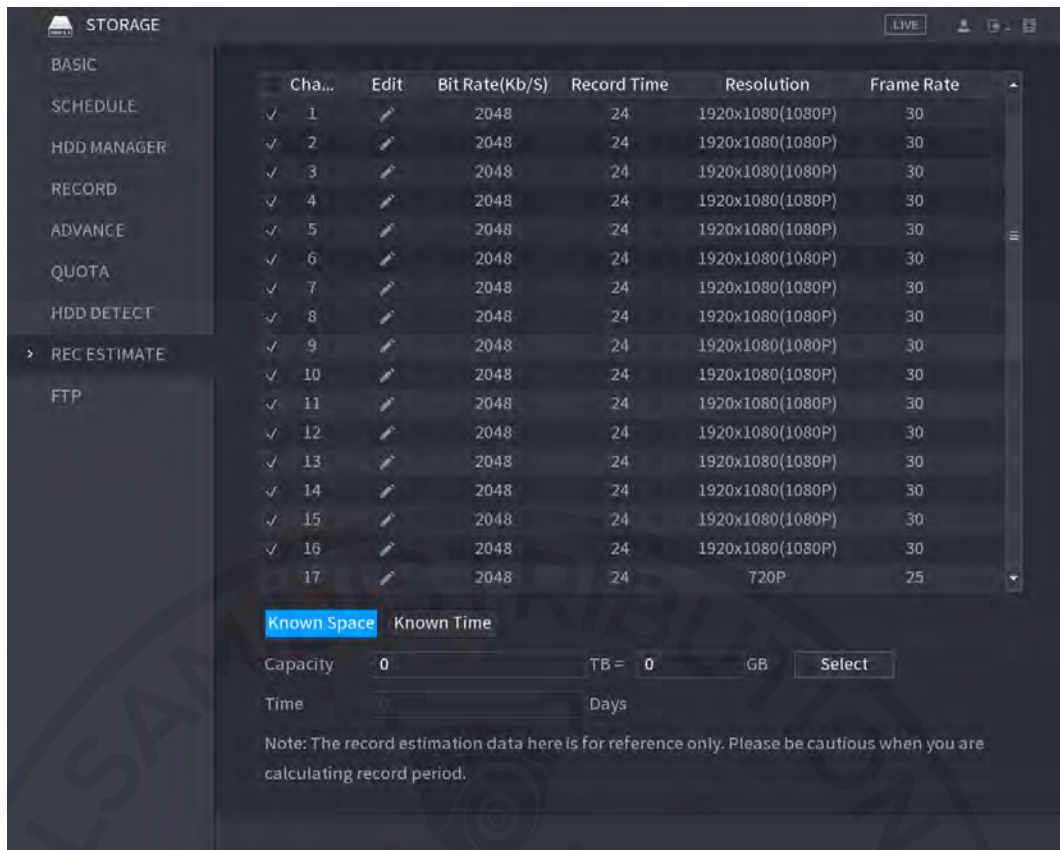 STORAGE LIVE
BASIC
SCHEDULE
HDD MANAGER
RECORD
ADVANCE
QUOTA
HDD DETECT
> REC ESTIMATE
FTP
Cha... Edit Bit Rate(Kb/S) Record Time Resolution Frame Rate
1 2048 24 1920x1080(1080P) 30
2 2048 24 1920x1080(1080P) 30
3 2048 24 1920x1080(1080P) 30
4 2048 24 1920x1080(1080P) 30
5 2048 24 1920x1080(1080P) 30
6 2048 24 1920x1080(1080P) 30
7 2048 24 1920x1080(1080P) 30
8 2048 24 1920x1080(1080P) 30
9 2048 24 1920x1080(1080P) 30
10 2048 24 1920x1080(1080P) 30
11 2048 24 1920x1080(1080P) 30
12 2048 24 1920x1080(1080P) 30
13 2048 24 1920x1080(1080P) 30
14 2048 24 1920x1080(1080P) 30
15 2048 24 1920x1080(1080P) 30
16 2048 24 1920x1080(1080P) 30
17 2048 24 720P 25
Known Space Known Time
Capacity 0 TB = 0 GB Select
Time 0 Days
Note: The record estimation data here is for reference only. Please be cautious when you are
calculating record period.